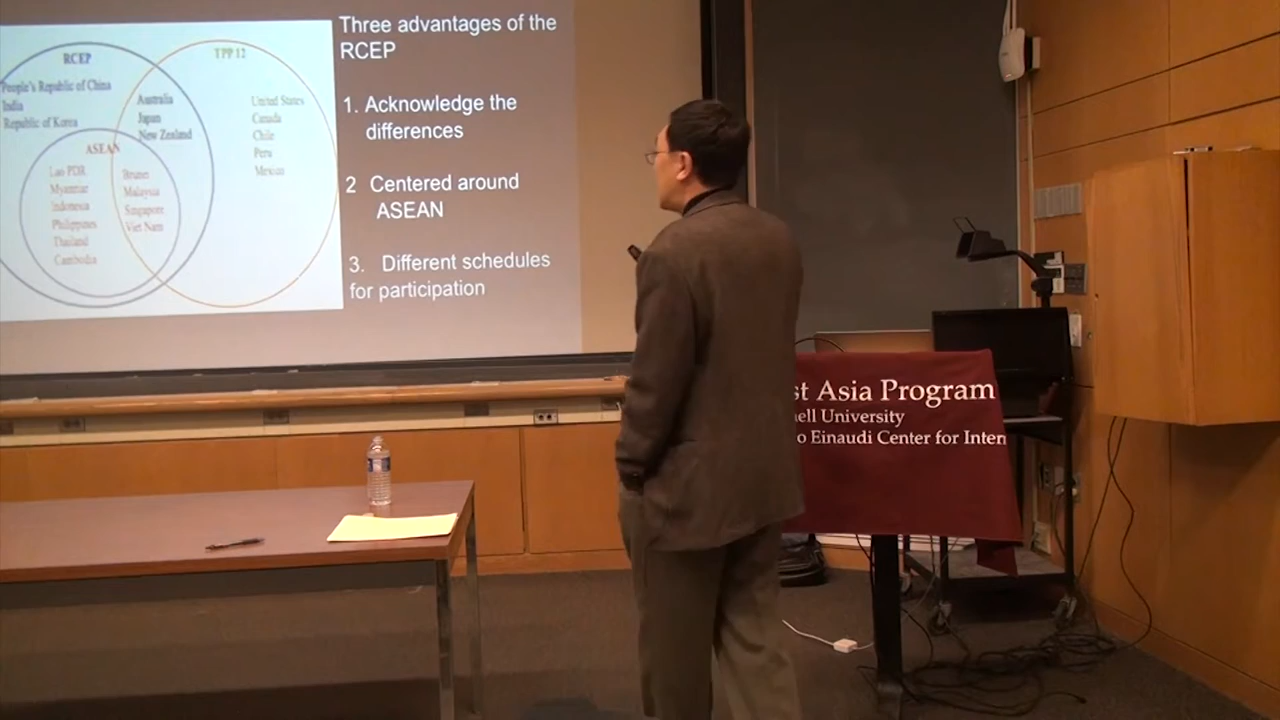 Three advantages of the
RCEP
1. Acknowledge the
differences
2 Centered around
ASEAN
3. Different schedules
for participation
RCEP
People's Republic of China
India
Republic of Korea
TPP 12
Australia
Japan
New Zealand
United States
Canada
Chile
Peru
Mexico
ASEAN
Lao PDR
Myanmar
Indonesia
Philippines
Thailand
Cambodia
Brunei
Malaysia
Singapore
Viet Nam
st Asia Program
nell University
o Einaudi Center for Inter